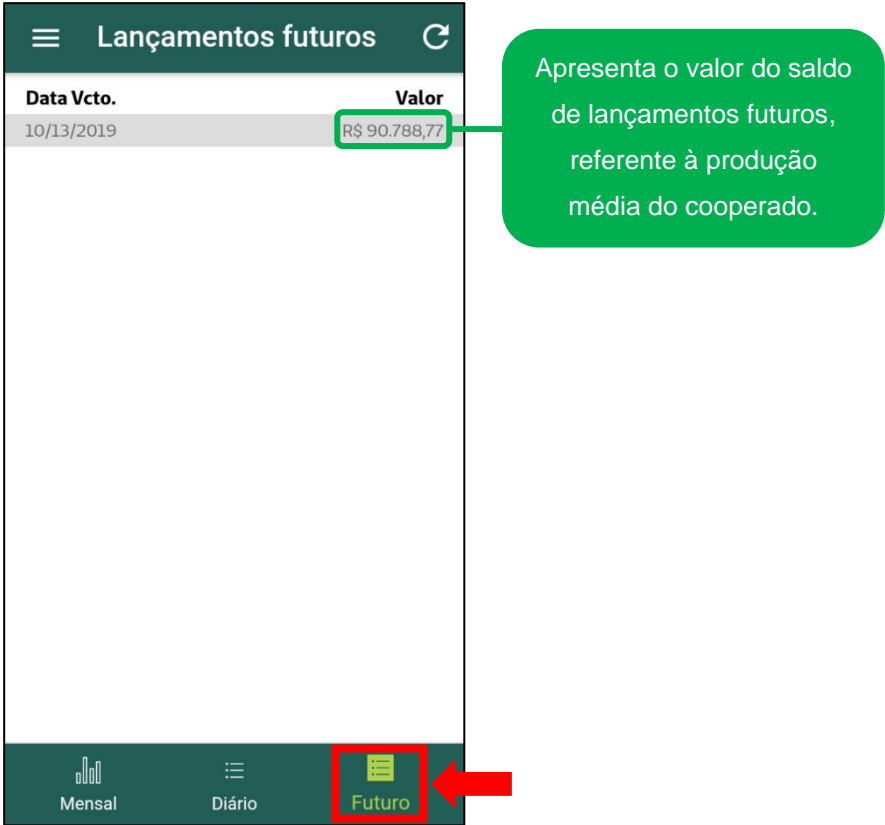 Lançamentos futuros
Data Vcto. Valor
10/13/2019 R$ 90.788,77
Apresenta o valor do saldo
de lançamentos futuros,
referente à produção
média do cooperado.
Mensal Diário Futuro